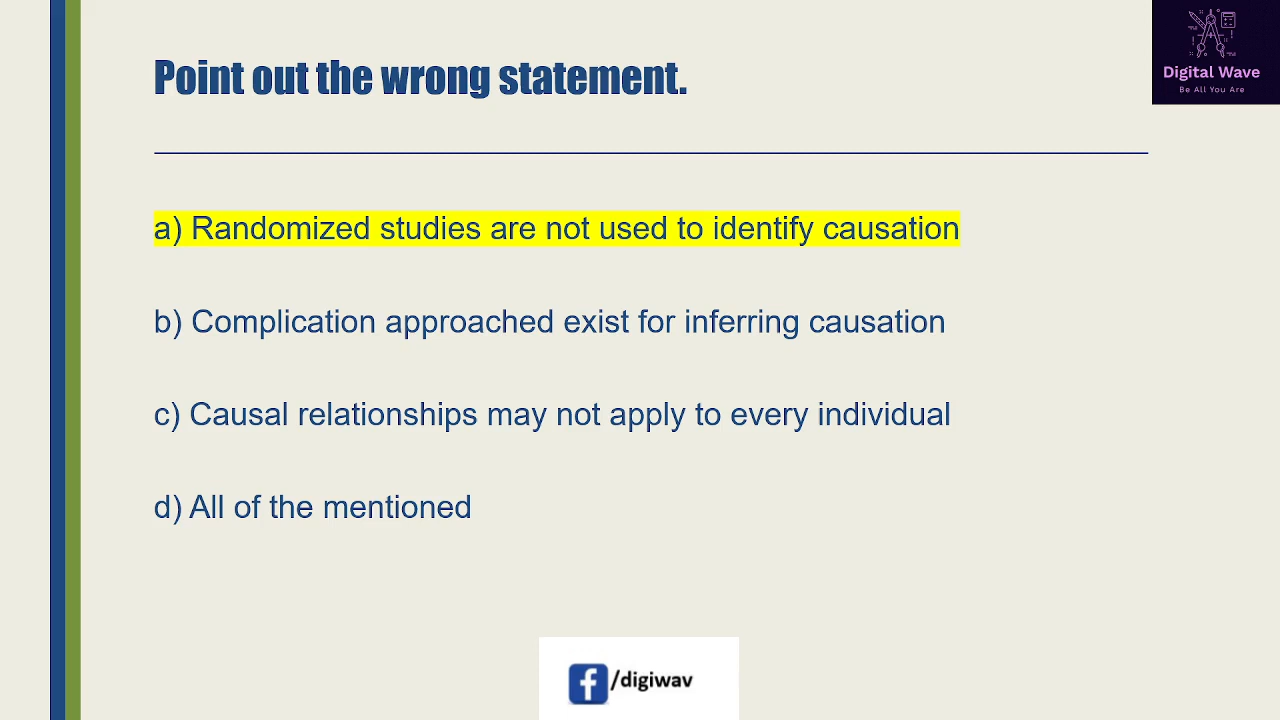 Point out the wrong statement.
Digital Wave
Be All You Are
a) Randomized studies are not used to identify causation
b) Complication approached exist for inferring causation
c) Causal relationships may not apply to every individual
d) All of the mentioned
f/digiwav